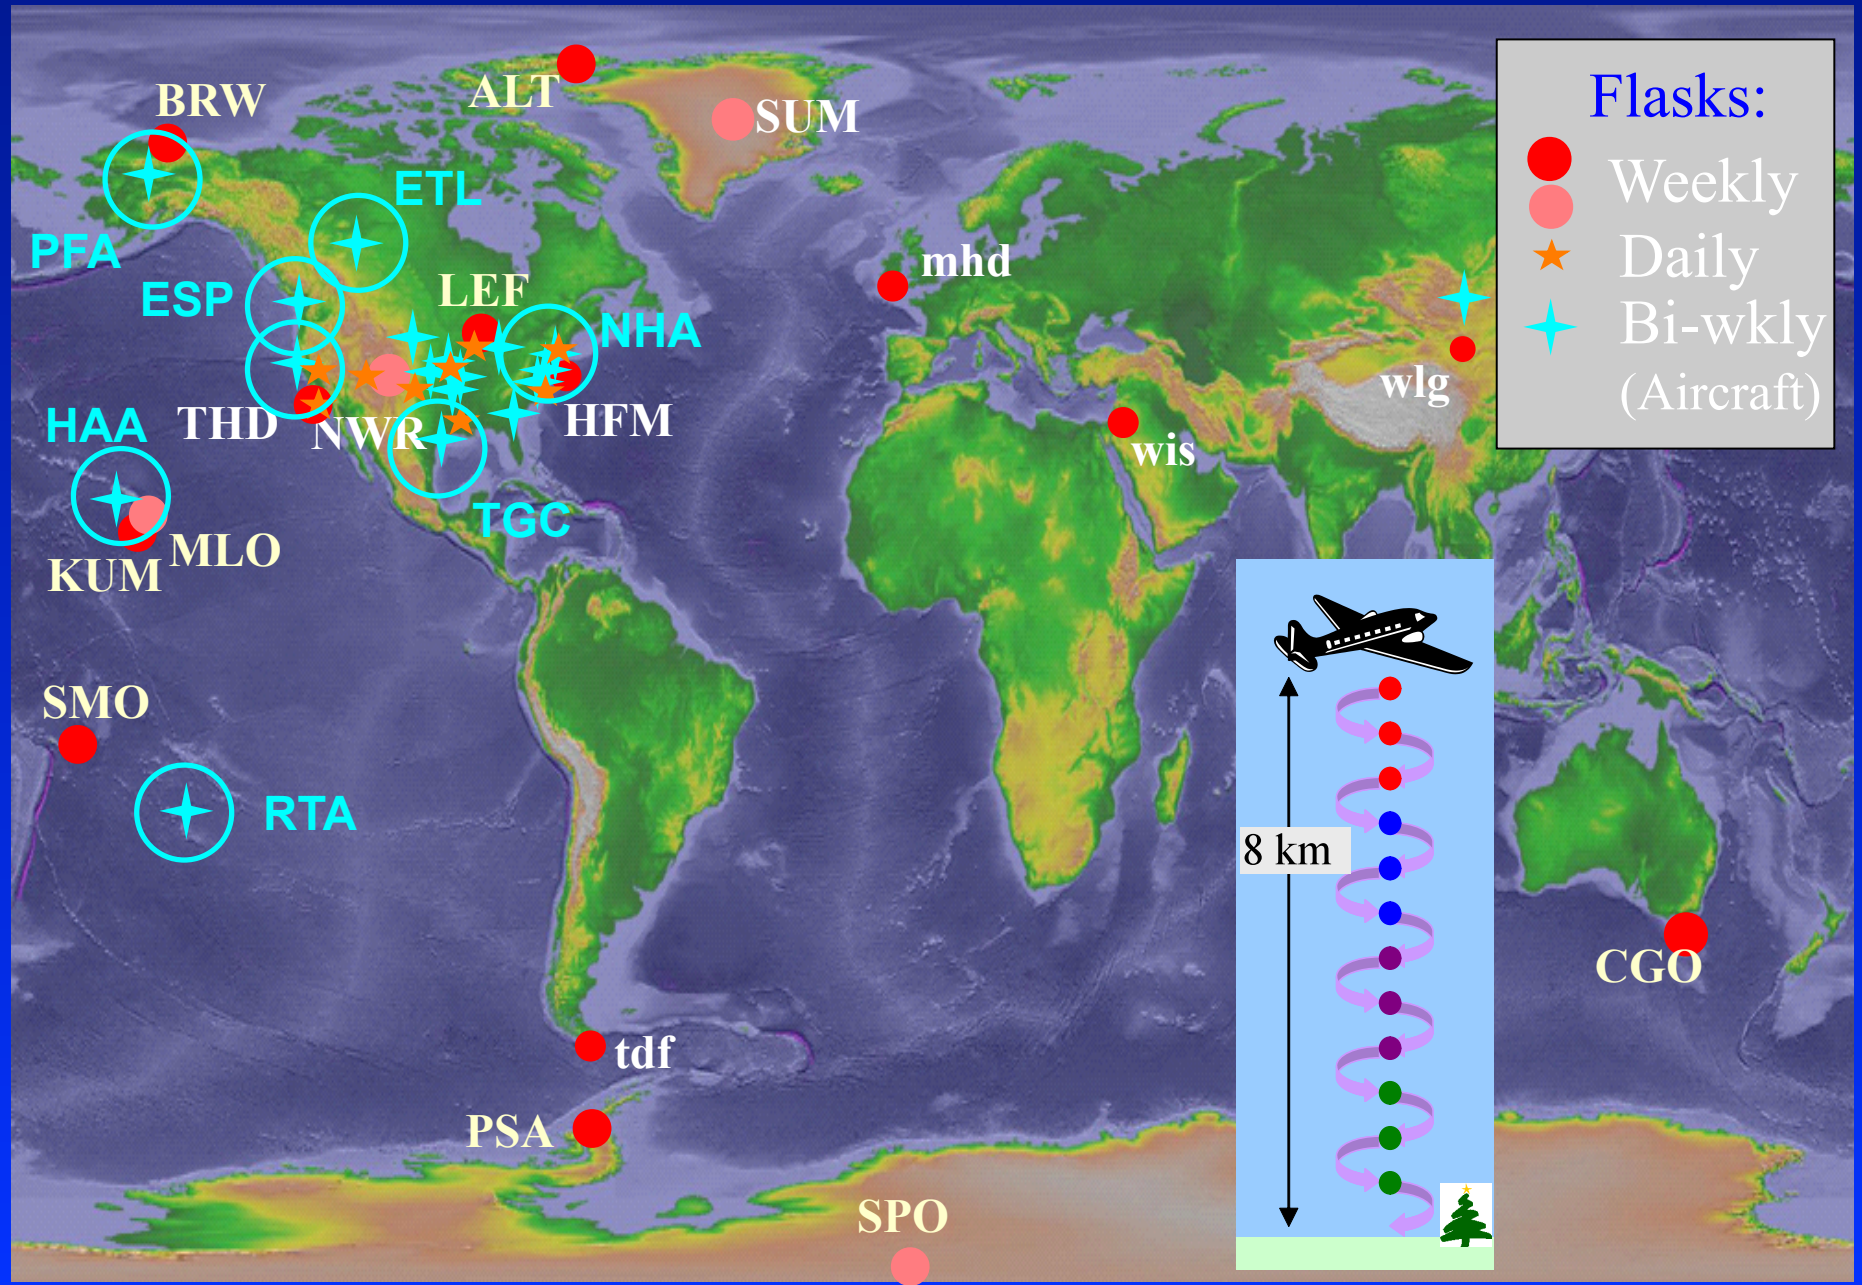 BRW
ALT
SUM
Flasks:
Weekly
Daily
Bi-wkly
(Aircraft)
ETL
PFA
mhd
ESP
LEF
NHA
wlg
THD
NWR
HFM
HAA
wis
TGC
MLO
KUM
SMO
RTA
8 km
CGO
tdf
PSA
SPO